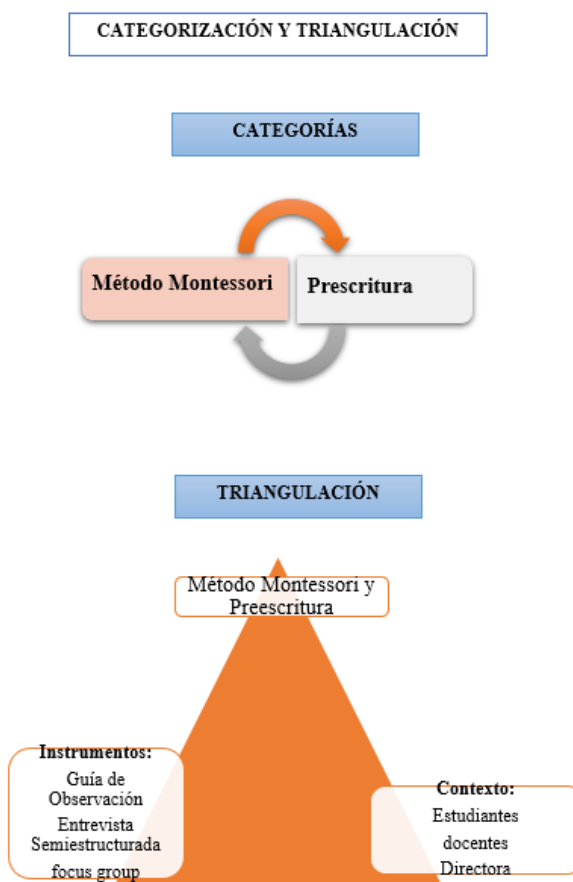 CATEGORIZACIÓN Y TRIANGULACIÓN
CATEGORÍAS
Método Montessori
Prescritura
TRIANGULACIÓN
Método Montessori y
Preescritura
Instrumentos:
Guía de
Observación
Entrevista
Semiestructurada
focus group
Contexto:
Estudiantes
docentes
Directora